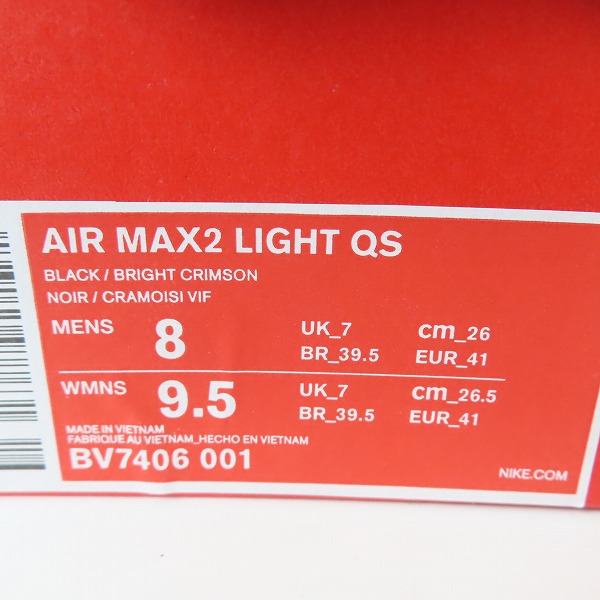 AIR MAX2 LIGHT QS
BLACK / BRIGHT CRIMSON
NOIR / CRAMOISI VIF
MENS 8 UK_7 cm_26
BR_39.5 EUR_41
WMNS 9.5 UK_7 cm_26.5
BR_39.5 EUR_41
MADE IN VIETNAM
FABRIQUE AU VIETNAM_HECHO EN VIETNAM
BV7406 001
NIKE.COM